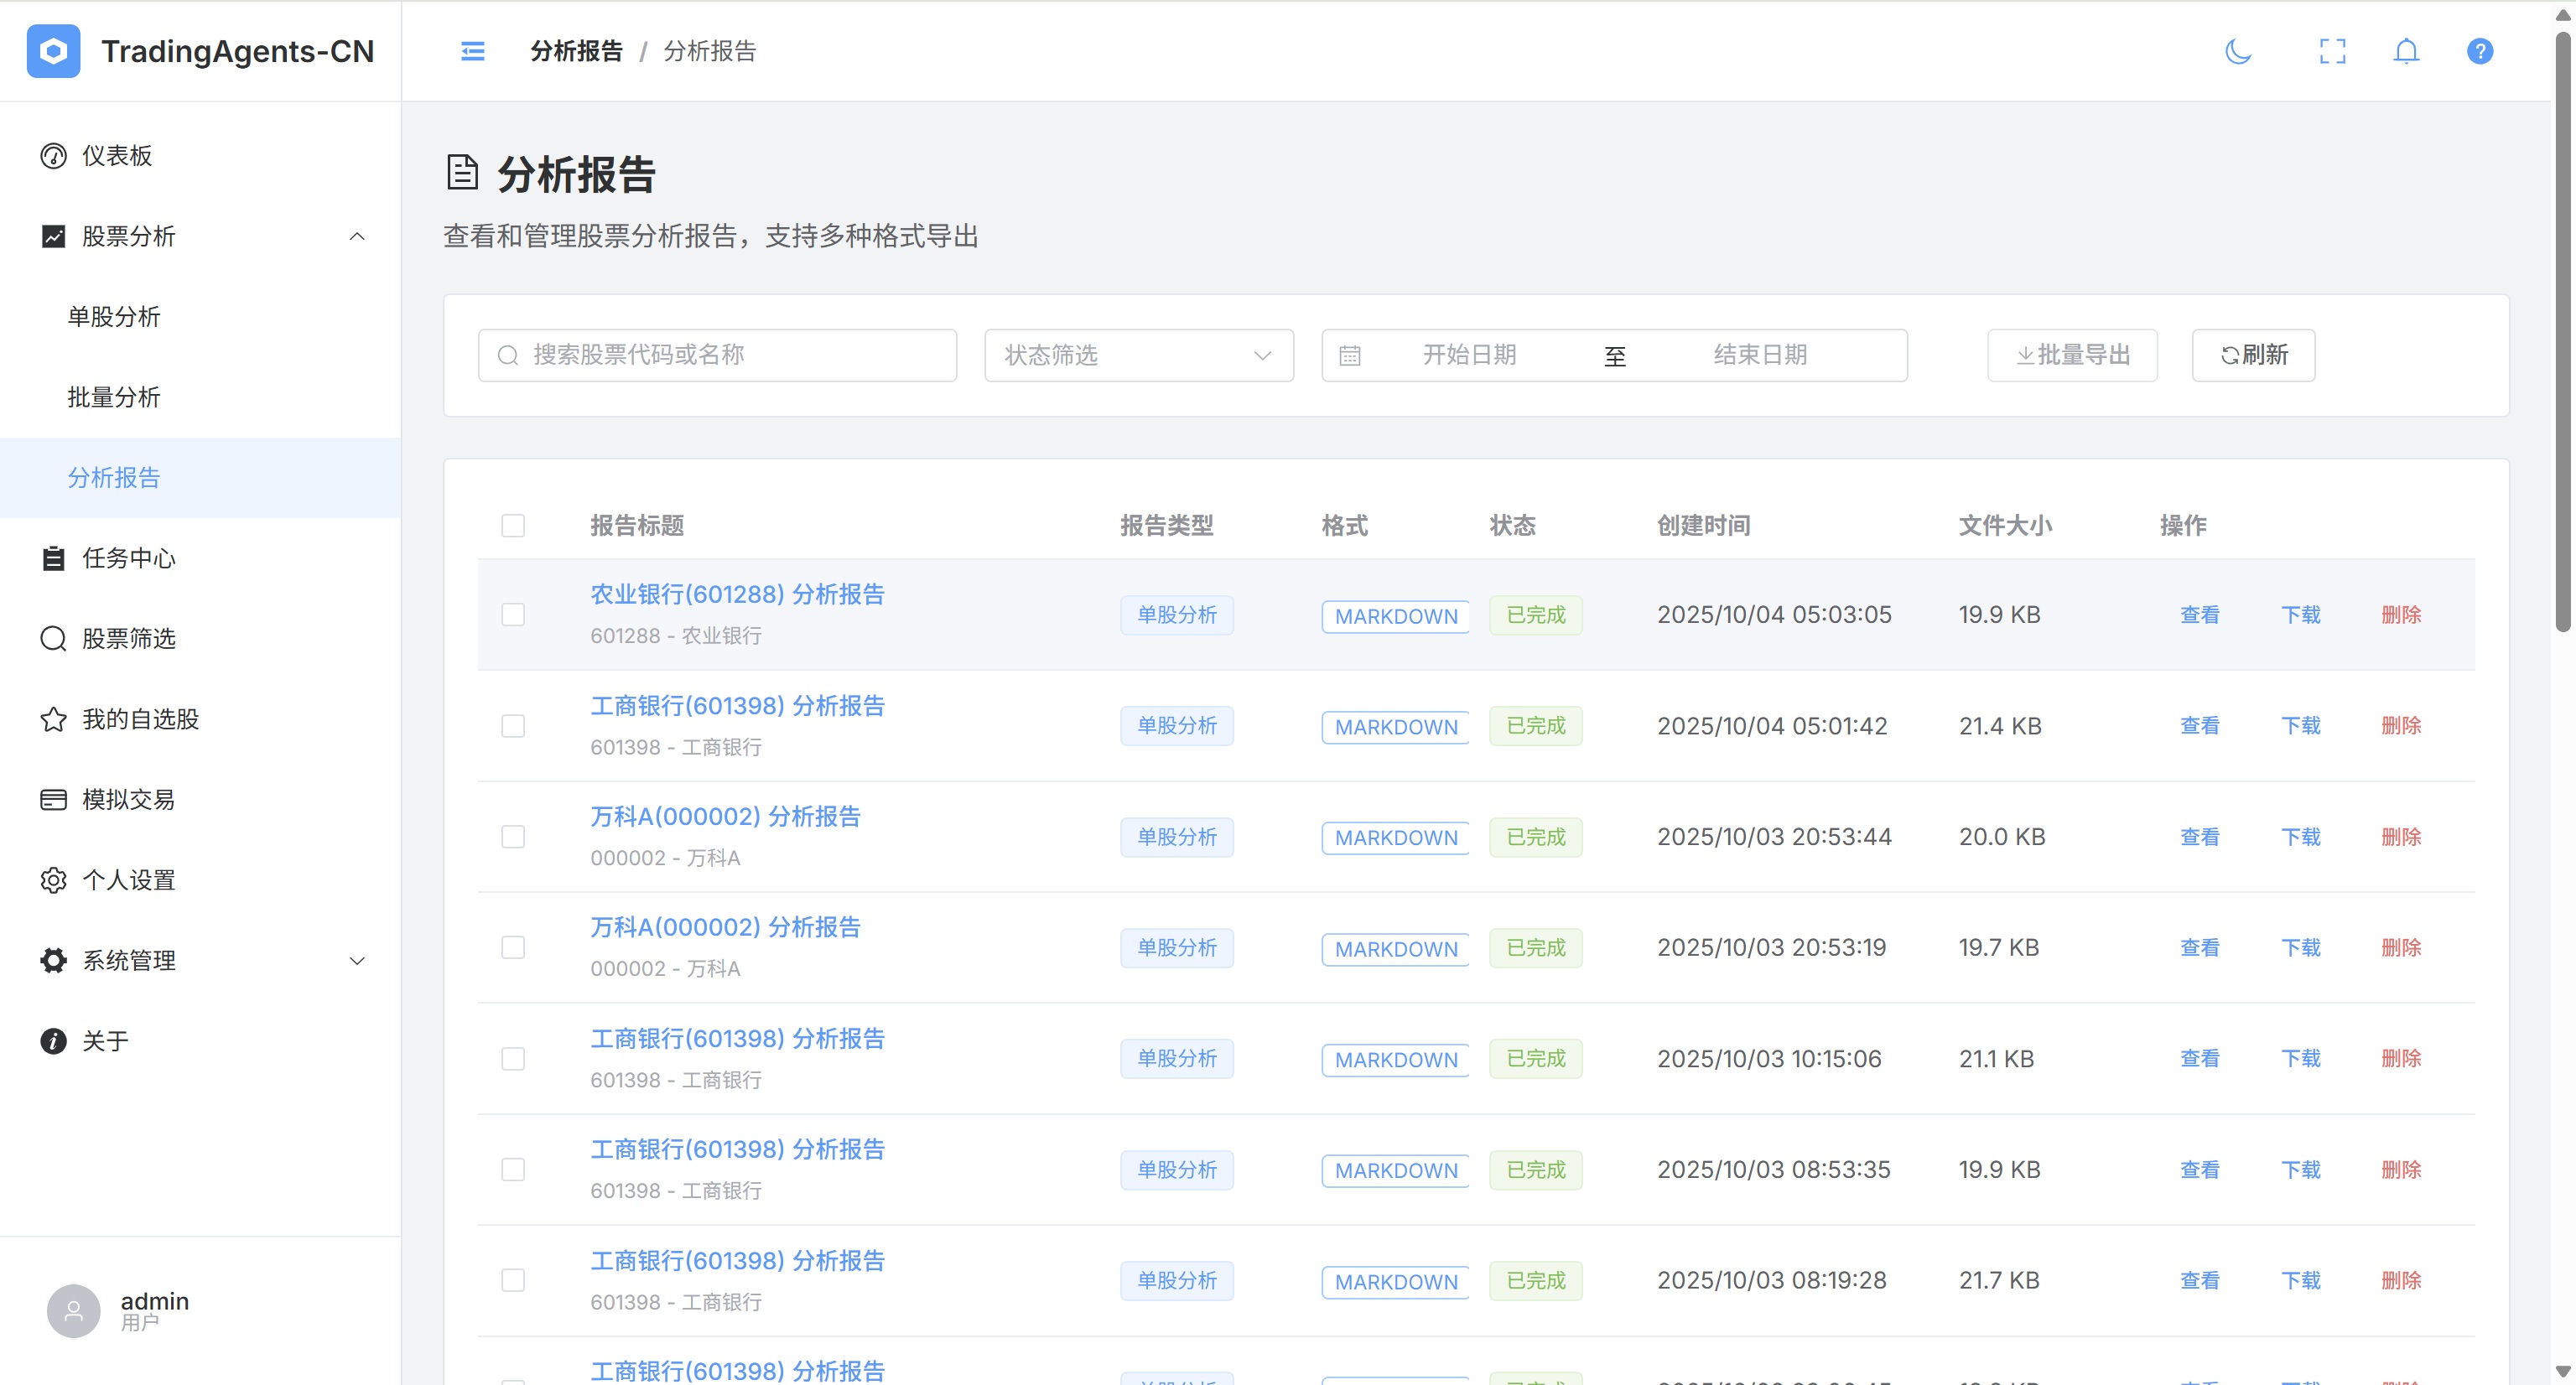 TradingAgents-CN
分析报告 / 分析报告
?
仪表板
股票分析
单股分析
批量分析
分析报告
任务中心
股票筛选
我的自选股
模拟交易
个人设置
系统管理
关于
admin
用户
分析报告
查看和管理股票分析报告，支持多种格式导出
搜索股票代码或名称 状态筛选 开始日期 至 结束日期 批量导出 刷新
报告标题 报告类型 格式 状态 创建时间 文件大小 操作
农业银行(601288) 分析报告
601288 - 农业银行
单股分析 MARKDOWN 已完成 2025/10/04 05:03:05 19.9 KB 查看 下载 删除
工商银行(601398) 分析报告
601398 - 工商银行
单股分析 MARKDOWN 已完成 2025/10/04 05:01:42 21.4 KB 查看 下载 删除
万科A(000002) 分析报告
000002 - 万科A
单股分析 MARKDOWN 已完成 2025/10/03 20:53:44 20.0 KB 查看 下载 删除
万科A(000002) 分析报告
000002 - 万科A
单股分析 MARKDOWN 已完成 2025/10/03 20:53:19 19.7 KB 查看 下载 删除
工商银行(601398) 分析报告
601398 - 工商银行
单股分析 MARKDOWN 已完成 2025/10/03 10:15:06 21.1 KB 查看 下载 删除
工商银行(601398) 分析报告
601398 - 工商银行
单股分析 MARKDOWN 已完成 2025/10/03 08:53:35 19.9 KB 查看 下载 删除
工商银行(601398) 分析报告
601398 - 工商银行
单股分析 MARKDOWN 已完成 2025/10/03 08:19:28 21.7 KB 查看 下载 删除
工商银行(601398) 分析报告